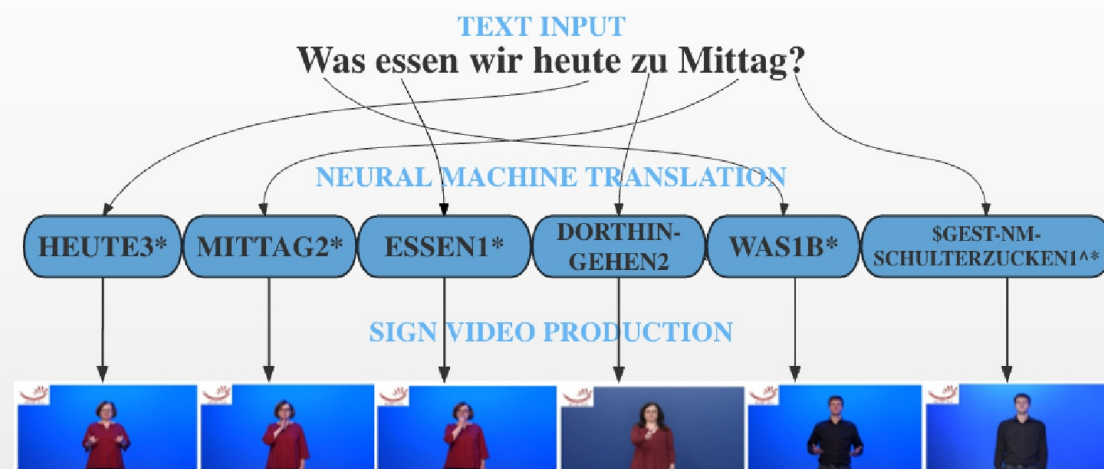 TEXT INPUT
Was essen wir heute zu Mittag?
NEURAL MACHINE TRANSLATION
HEUTE3*
MITTAG2*
ESSEN1*
DORTHIN-
GEHEN2
WAS1B*
$GEST-NM-
SCHULTERZUCKEN1^*
SIGN VIDEO PRODUCTION